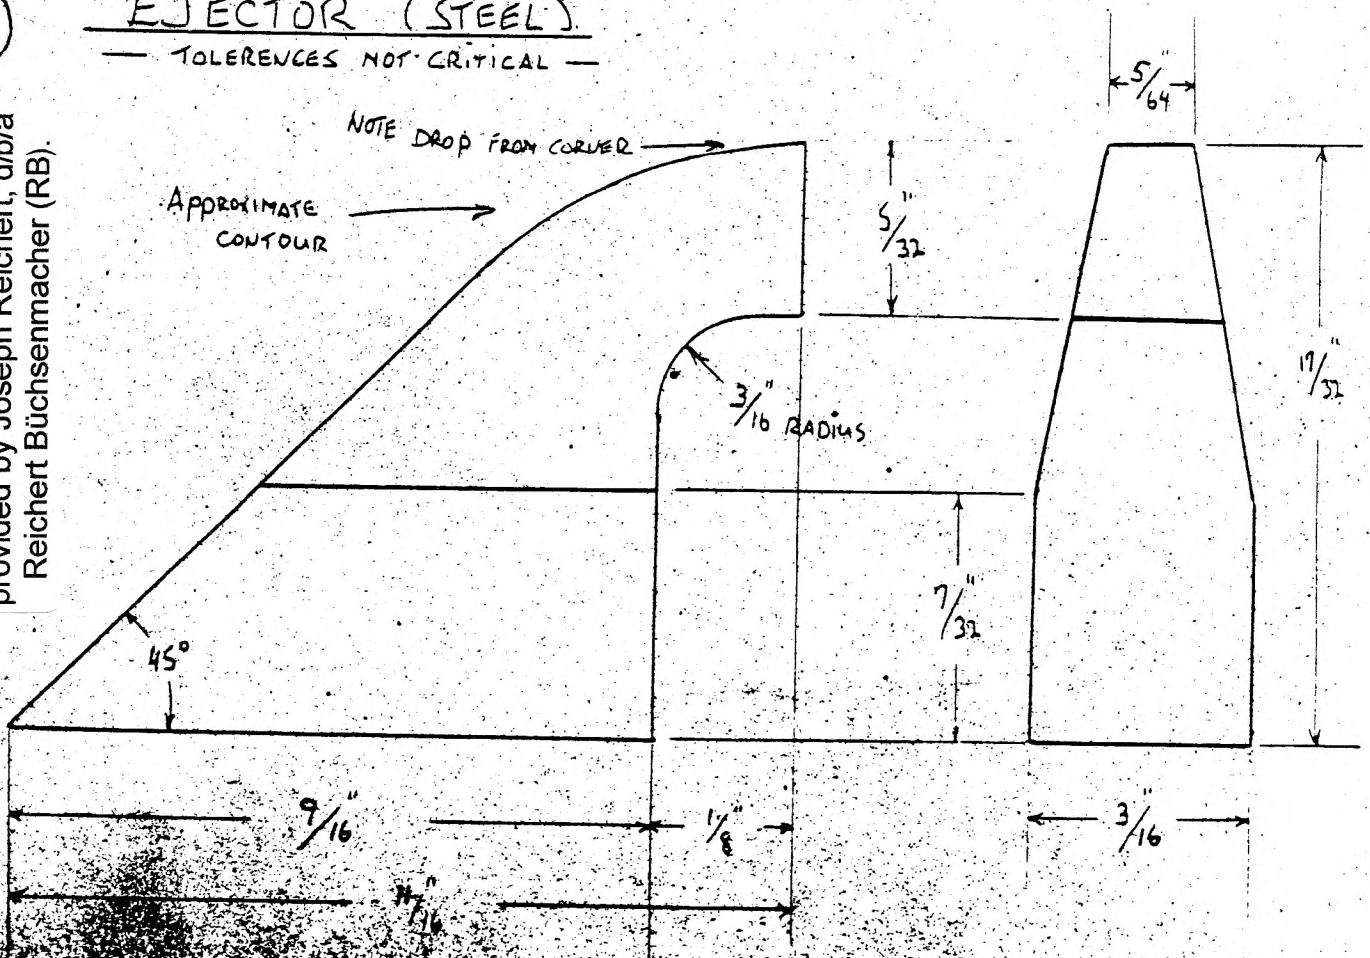 EJECTOR (STEEL).
— TOLERENCES NOT CRITICAL —
provided by Joseph Reichert, d/b/a
Reichert Büchsenmacher (RB).
NOTE DROP FROM CORNER
APPROXIMATE
CONTOUR
5/64"
5/32"
17/32"
3/16" RADIUS
7/32"
45°
9/16"
1/8"
3/16"
11/16"